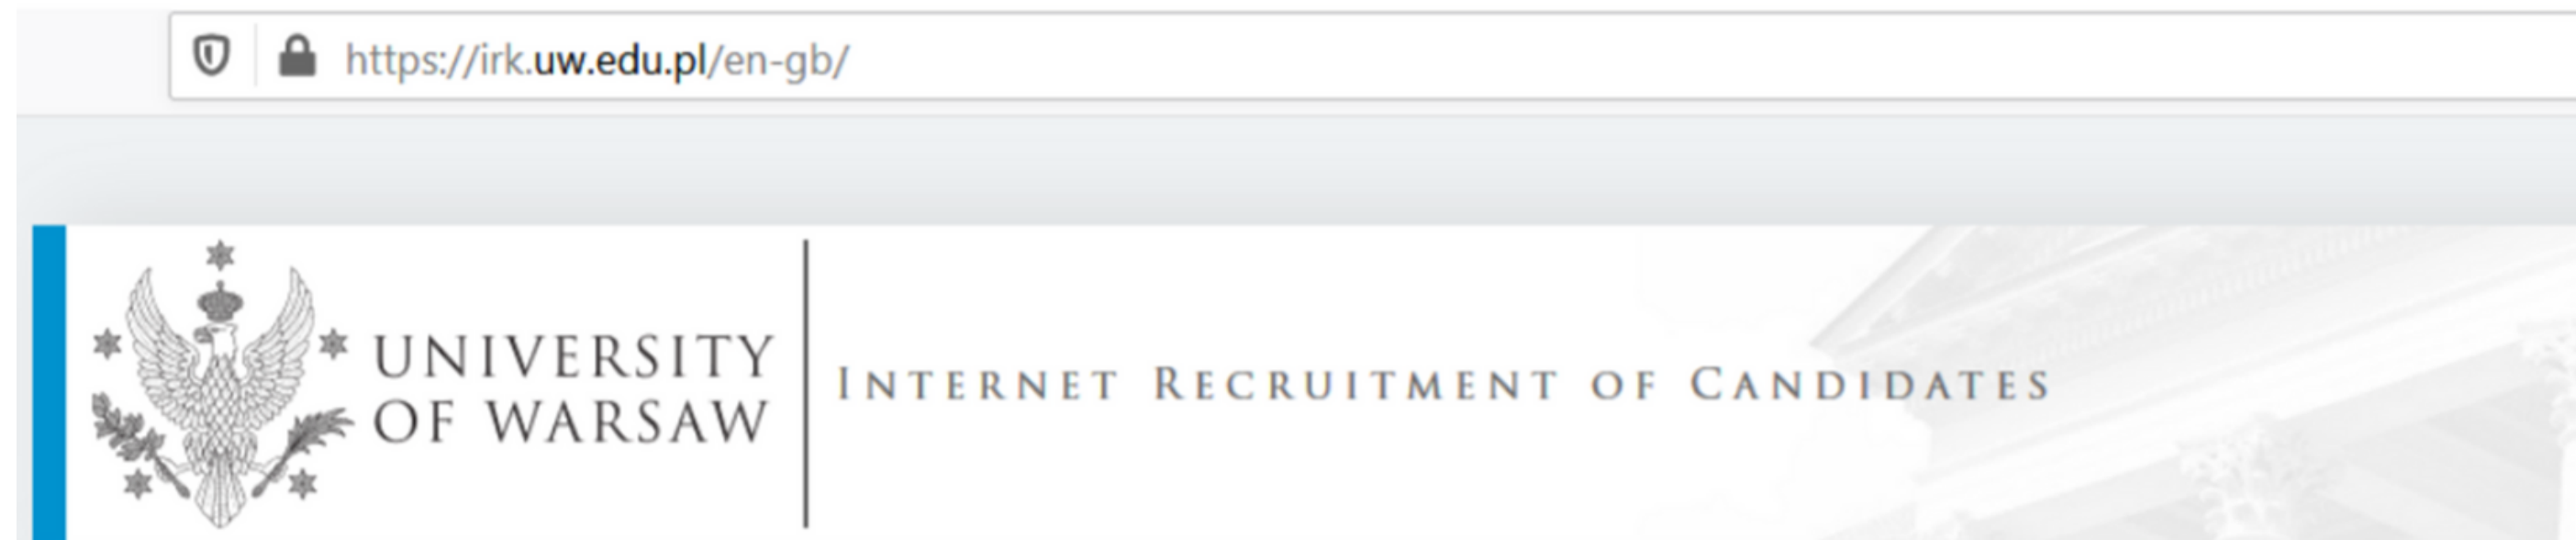 https://irk.uw.edu.pl/en-gb/
UNIVERSITY
OF WARSAW
INTERNET RECRUITMENT OF CANDIDATES